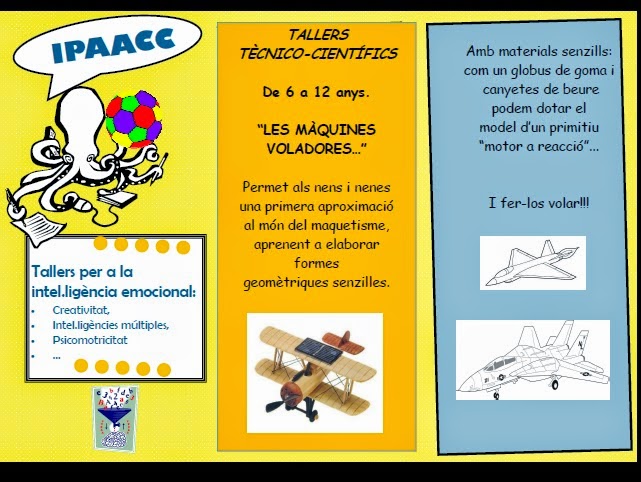 IPAACC
Tallers per a la
intel.ligència emocional:
• Creativitat,
• Intel.ligències múltiples,
• Psicomotricitat
• ...
TALLERS
TÈCNICO-CIENTÍFICS
De 6 a 12 anys.
“LES MÀQUINES
VOLADORES…”
Permet als nens i nenes
una primera aproximació
al món del maquetisme,
aprenent a elaborar
formes
geomètriques senzilles.
Amb materials senzills:
com un globus de goma i
canyetes de beure
podem dotar el
model d’un primitiu
“motor a reacció”...
I fer-los volar!!!